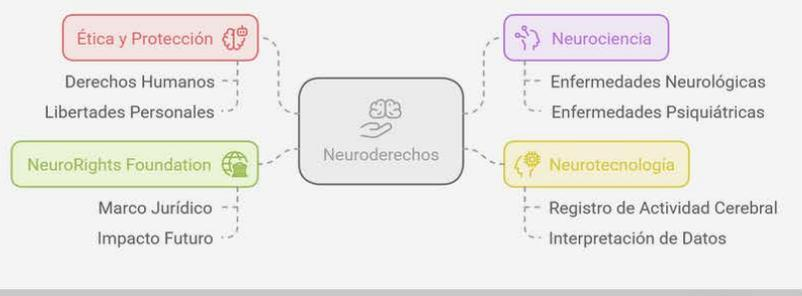 Ética y Protección
Derechos Humanos
Libertades Personales
NeuroRights Foundation
Marco Jurídico
Impacto Futuro
Neuroderechos
Neurociencia
Enfermedades Neurológicas
Enfermedades Psiquiátricas
Neurotecnología
Registro de Actividad Cerebral
Interpretación de Datos